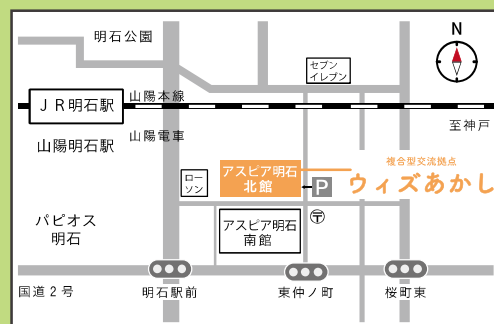 明石公園
N
セブン
イレブン
JR明石駅
山陽本線
至神戸
山陽電車
山陽明石駅
複合型交流拠点
アスピア明石
北館
P
ウィズあかし
ロー
ソン
パピオス
明石
アスピア明石
南館
〒
国道2号
明石駅前
東仲ノ町
桜町東